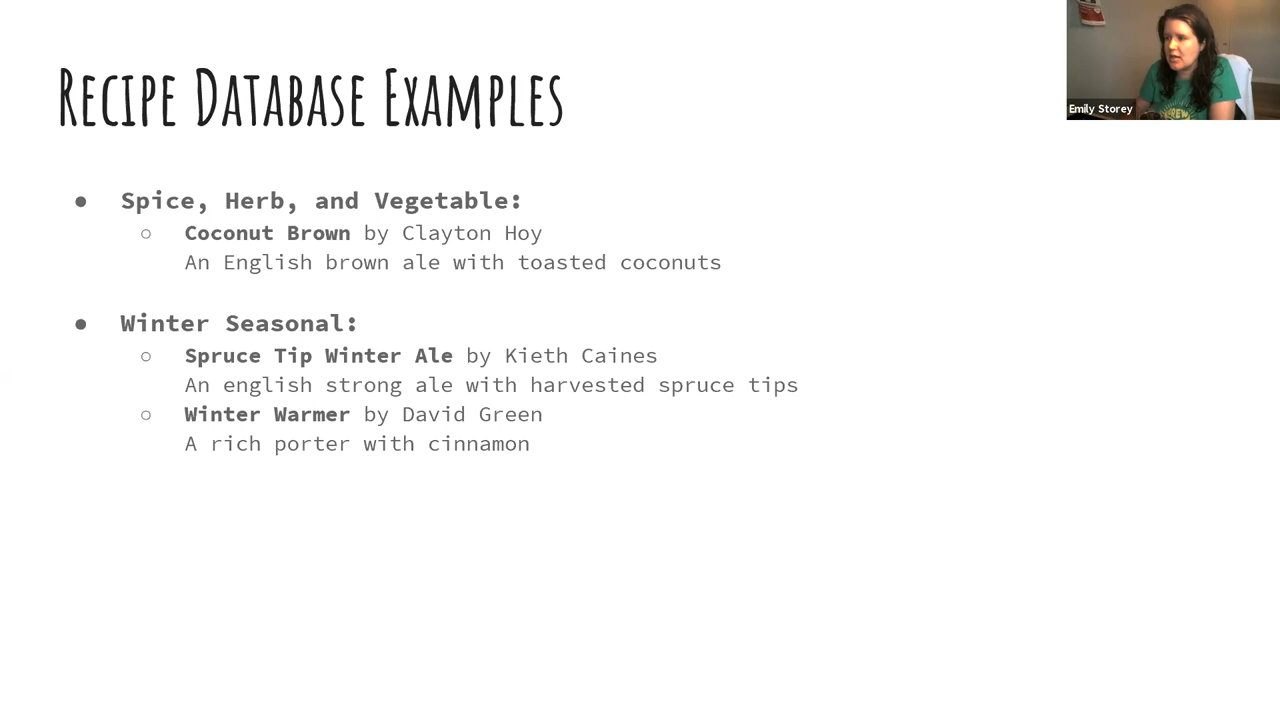 Recipe Database Examples
Emily Storey
● Spice, Herb, and Vegetable:
○ Coconut Brown by Clayton Hoy
An English brown ale with toasted coconuts
● Winter Seasonal:
○ Spruce Tip Winter Ale by Kieth Caines
An english strong ale with harvested spruce tips
○ Winter Warmer by David Green
A rich porter with cinnamon